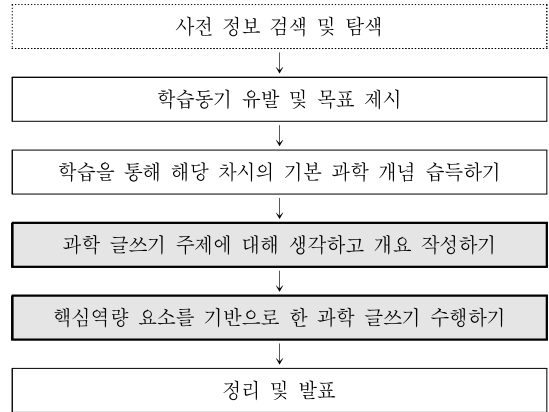 사전 정보 검색 및 탐색
학습동기 유발 및 목표 제시
학습을 통해 해당 차시의 기본 과학 개념 습득하기
과학 글쓰기 주제에 대해 생각하고 개요 작성하기
핵심역량 요소를 기반으로 한 과학 글쓰기 수행하기
정리 및 발표